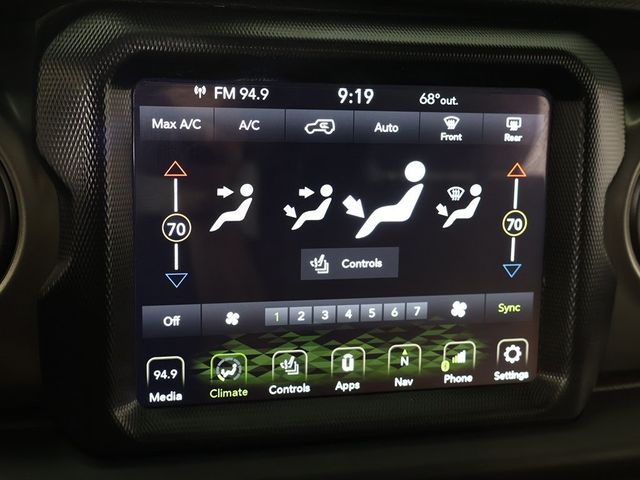 FM 94.9 9:19 68°out.
Max A/C A/C Auto Front Rear
70 70
Controls
Off 1 2 3 4 5 6 7 Sync
94.9 N
Media Climate Controls Apps Nav Phone Settings